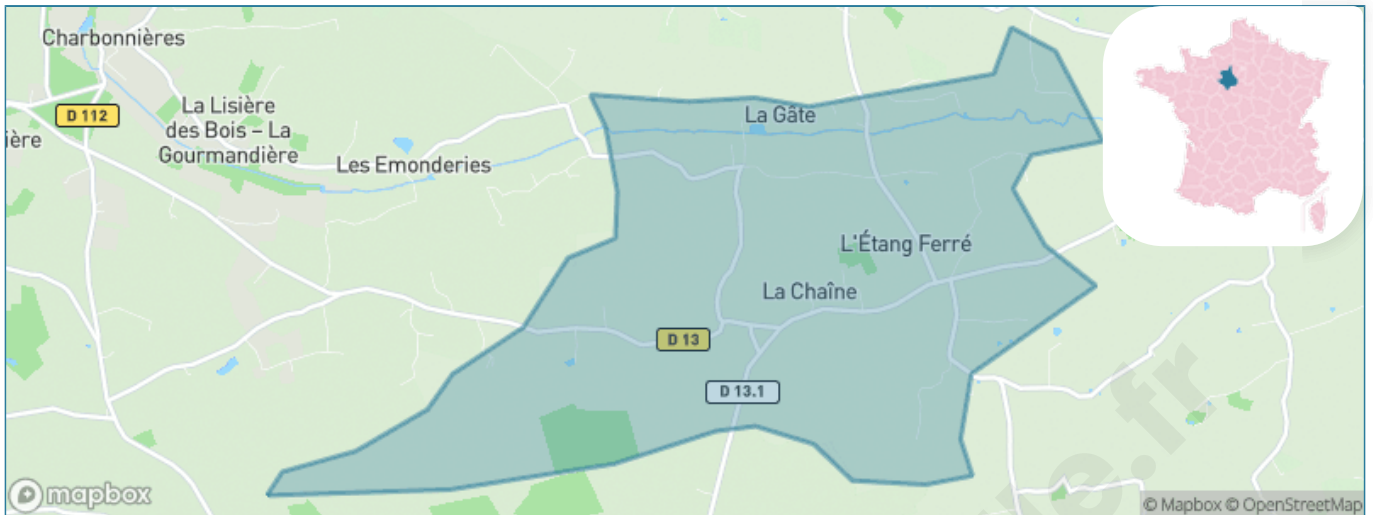 Charbonnières
D 112
La Lisière
des Bois – La
Gourmandière
ière
Les Emonderies
La Gâte
L'Étang Ferré
La Chaîne
D 13
D 13.1
.fr
mapbox
© Mapbox © OpenStreetMap